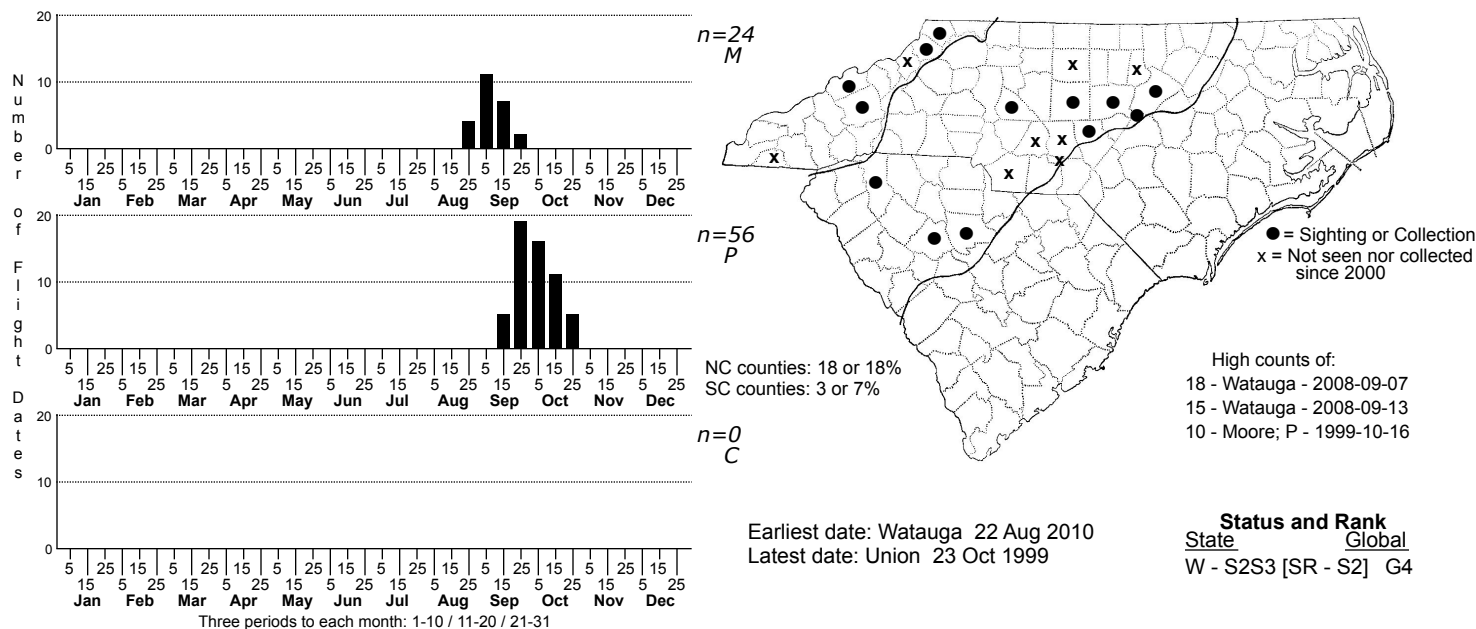 Number of Flight Dates
20
10
0
n=24
M
5 25 15 5 25 15 5 25 15 5 25 15 5 25 15 5 25 15
15 5 25 15 5 25 15 5 25 15 5 25 15 5 25 15 5 25
Jan Feb Mar Apr May Jun Jul Aug Sep Oct Nov Dec
20
10
0
n=56
P
5 25 15 5 25 15 5 25 15 5 25 15 5 25 15 5 25 15
15 5 25 15 5 25 15 5 25 15 5 25 15 5 25 15 5 25
Jan Feb Mar Apr May Jun Jul Aug Sep Oct Nov Dec
20
10
0
n=0
C
5 25 15 5 25 15 5 25 15 5 25 15 5 25 15 5 25 15
15 5 25 15 5 25 15 5 25 15 5 25 15 5 25 15 5 25
Jan Feb Mar Apr May Jun Jul Aug Sep Oct Nov Dec
Three periods to each month: 1-10 / 11-20 / 21-31
x
x
x
x
x
x
x
x
● = Sighting or Collection
x = Not seen nor collected
since 2000
NC counties: 18 or 18%
SC counties: 3 or 7%
High counts of:
18 - Watauga - 2008-09-07
15 - Watauga - 2008-09-13
10 - Moore; P - 1999-10-16
Earliest date: Watauga 22 Aug 2010
Latest date: Union 23 Oct 1999
Status and Rank
State Global
W - S2S3 [SR - S2] G4